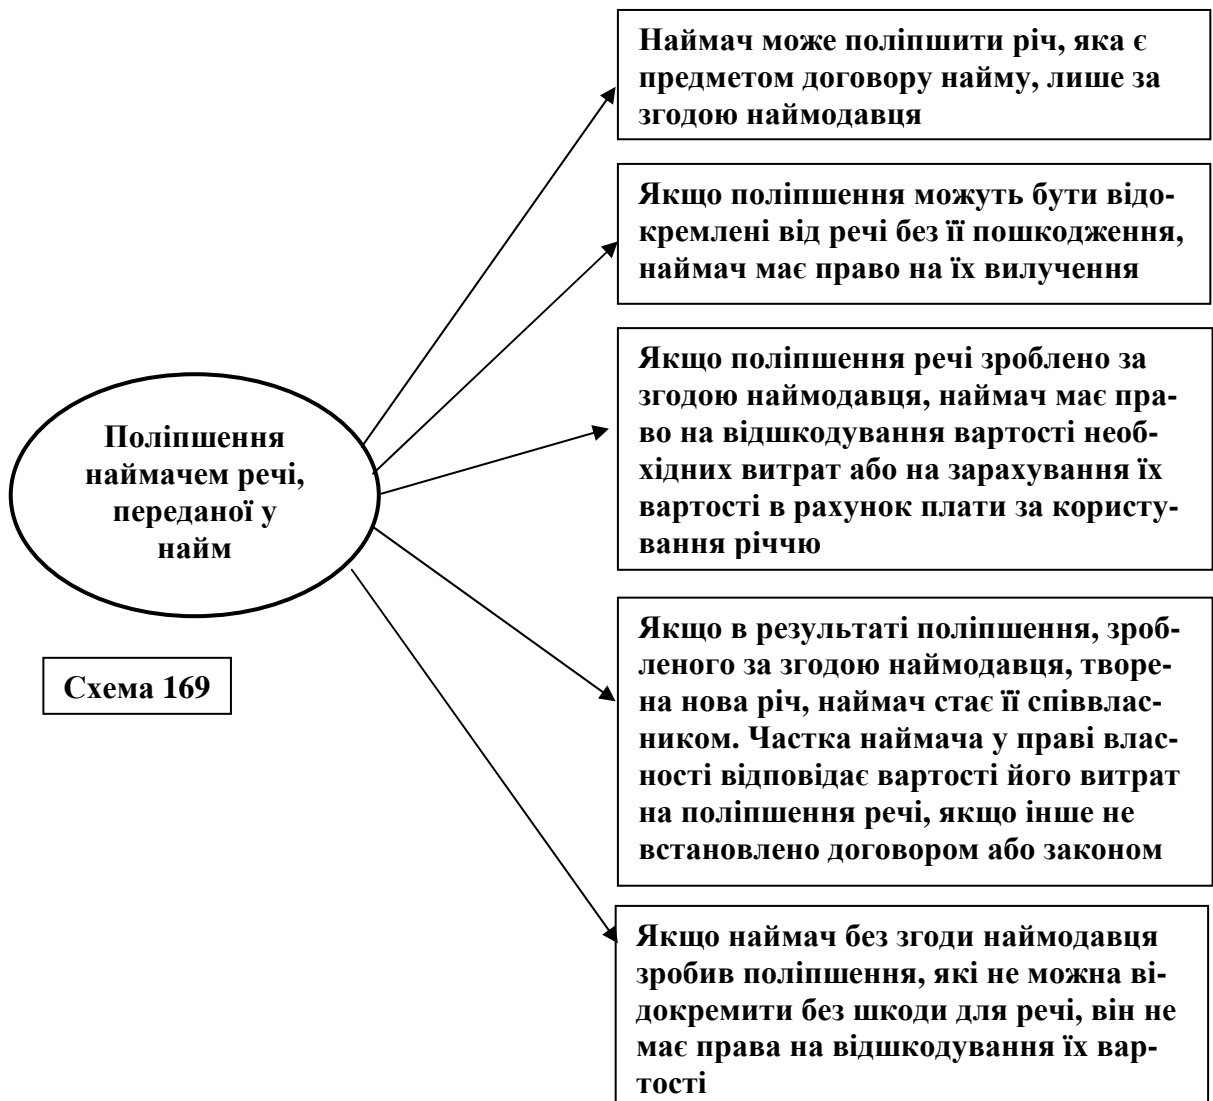 Наймач може поліпшити річ, яка є
предметом договору найму, лише за
згодою наймодавця
Якщо поліпшення можуть бути відо-
кремлені від речі без її пошкодження,
наймач має право на їх вилучення
Якщо поліпшення речі зроблено за
згодою наймодавця, наймач має пра-
во на відшкодування вартості необ-
хідних витрат або на зарахування їх
вартості в рахунок плати за користу-
вання річчю
Поліпшення
наймачем речі,
переданої у
найм
Якщо в результаті поліпшення, зроб-
леного за згодою наймодавця, творе-
на нова річ, наймач стає її співвлас-
ником. Частка наймача у праві влас-
ності відповідає вартості його витрат
на поліпшення речі, якщо інше не
встановлено договором або законом
Схема 169
Якщо наймач без згоди наймодавця
зробив поліпшення, які не можна ві-
докремити без шкоди для речі, він не
має права на відшкодування їх вар-
тості